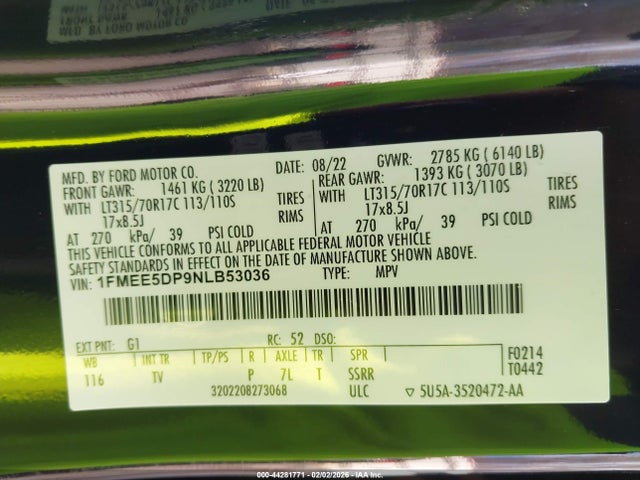 MFD. BY FORD MOTOR CO. DATE: 08/22 GVWR: 2785 KG ( 6140 LB)
FRONT GAWR: 1461 KG ( 3220 LB) REAR GAWR: 1393 KG ( 3070 LB)
WITH LT315/70R17C 113/110S TIRES WITH LT315/70R17C 113/110S TIRES
17x8.5J RIMS 17x8.5J RIMS
AT 270 kPa/ 39 PSI COLD AT 270 kPa/ 39 PSI COLD
THIS VEHICLE CONFORMS TO ALL APPLICABLE FEDERAL MOTOR VEHICLE
SAFETY STANDARDS IN EFFECT ON THE DATE OF MANUFACTURE SHOWN ABOVE.
VIN: 1FMEE5DP9NLB53036 TYPE: MPV
EXT PNT: G1 RC: 52 DSO:
WB INT TR TP/PS R AXLE TR SPR F0214
116 TV P 7L T SSRR T0442
3202208273068 ULC ▽ 5U5A-3520472-AA
000-44281771 - 02/02/2026 - IAA Inc.